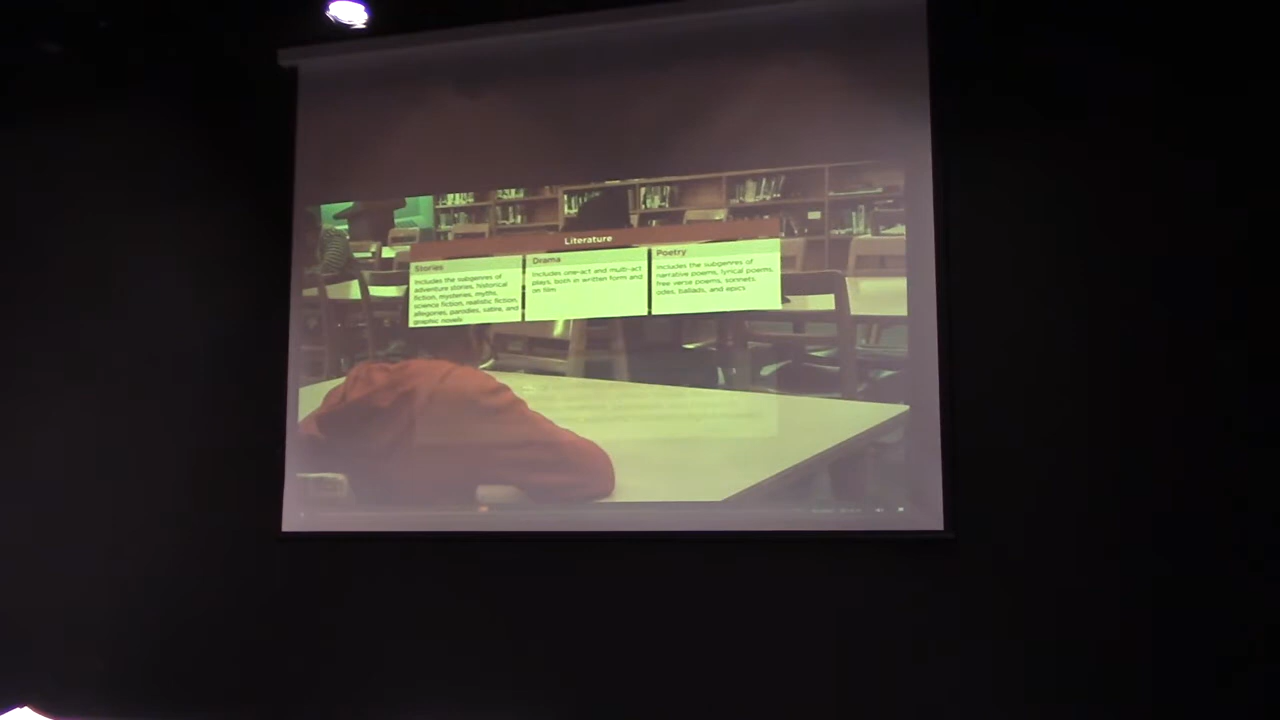 Literature
Stories
Includes the subgenres of
adventure stories, historical
fiction, mysteries, myths,
science fiction, realistic fiction,
allegories, parodies, satire, and
graphic novels
Drama
Includes one-act and multi-act
plays, both in written form and
on film
Poetry
Includes the subgenres of
narrative poems, lyrical poems,
free verse poems, sonnets,
odes, ballads, and epics